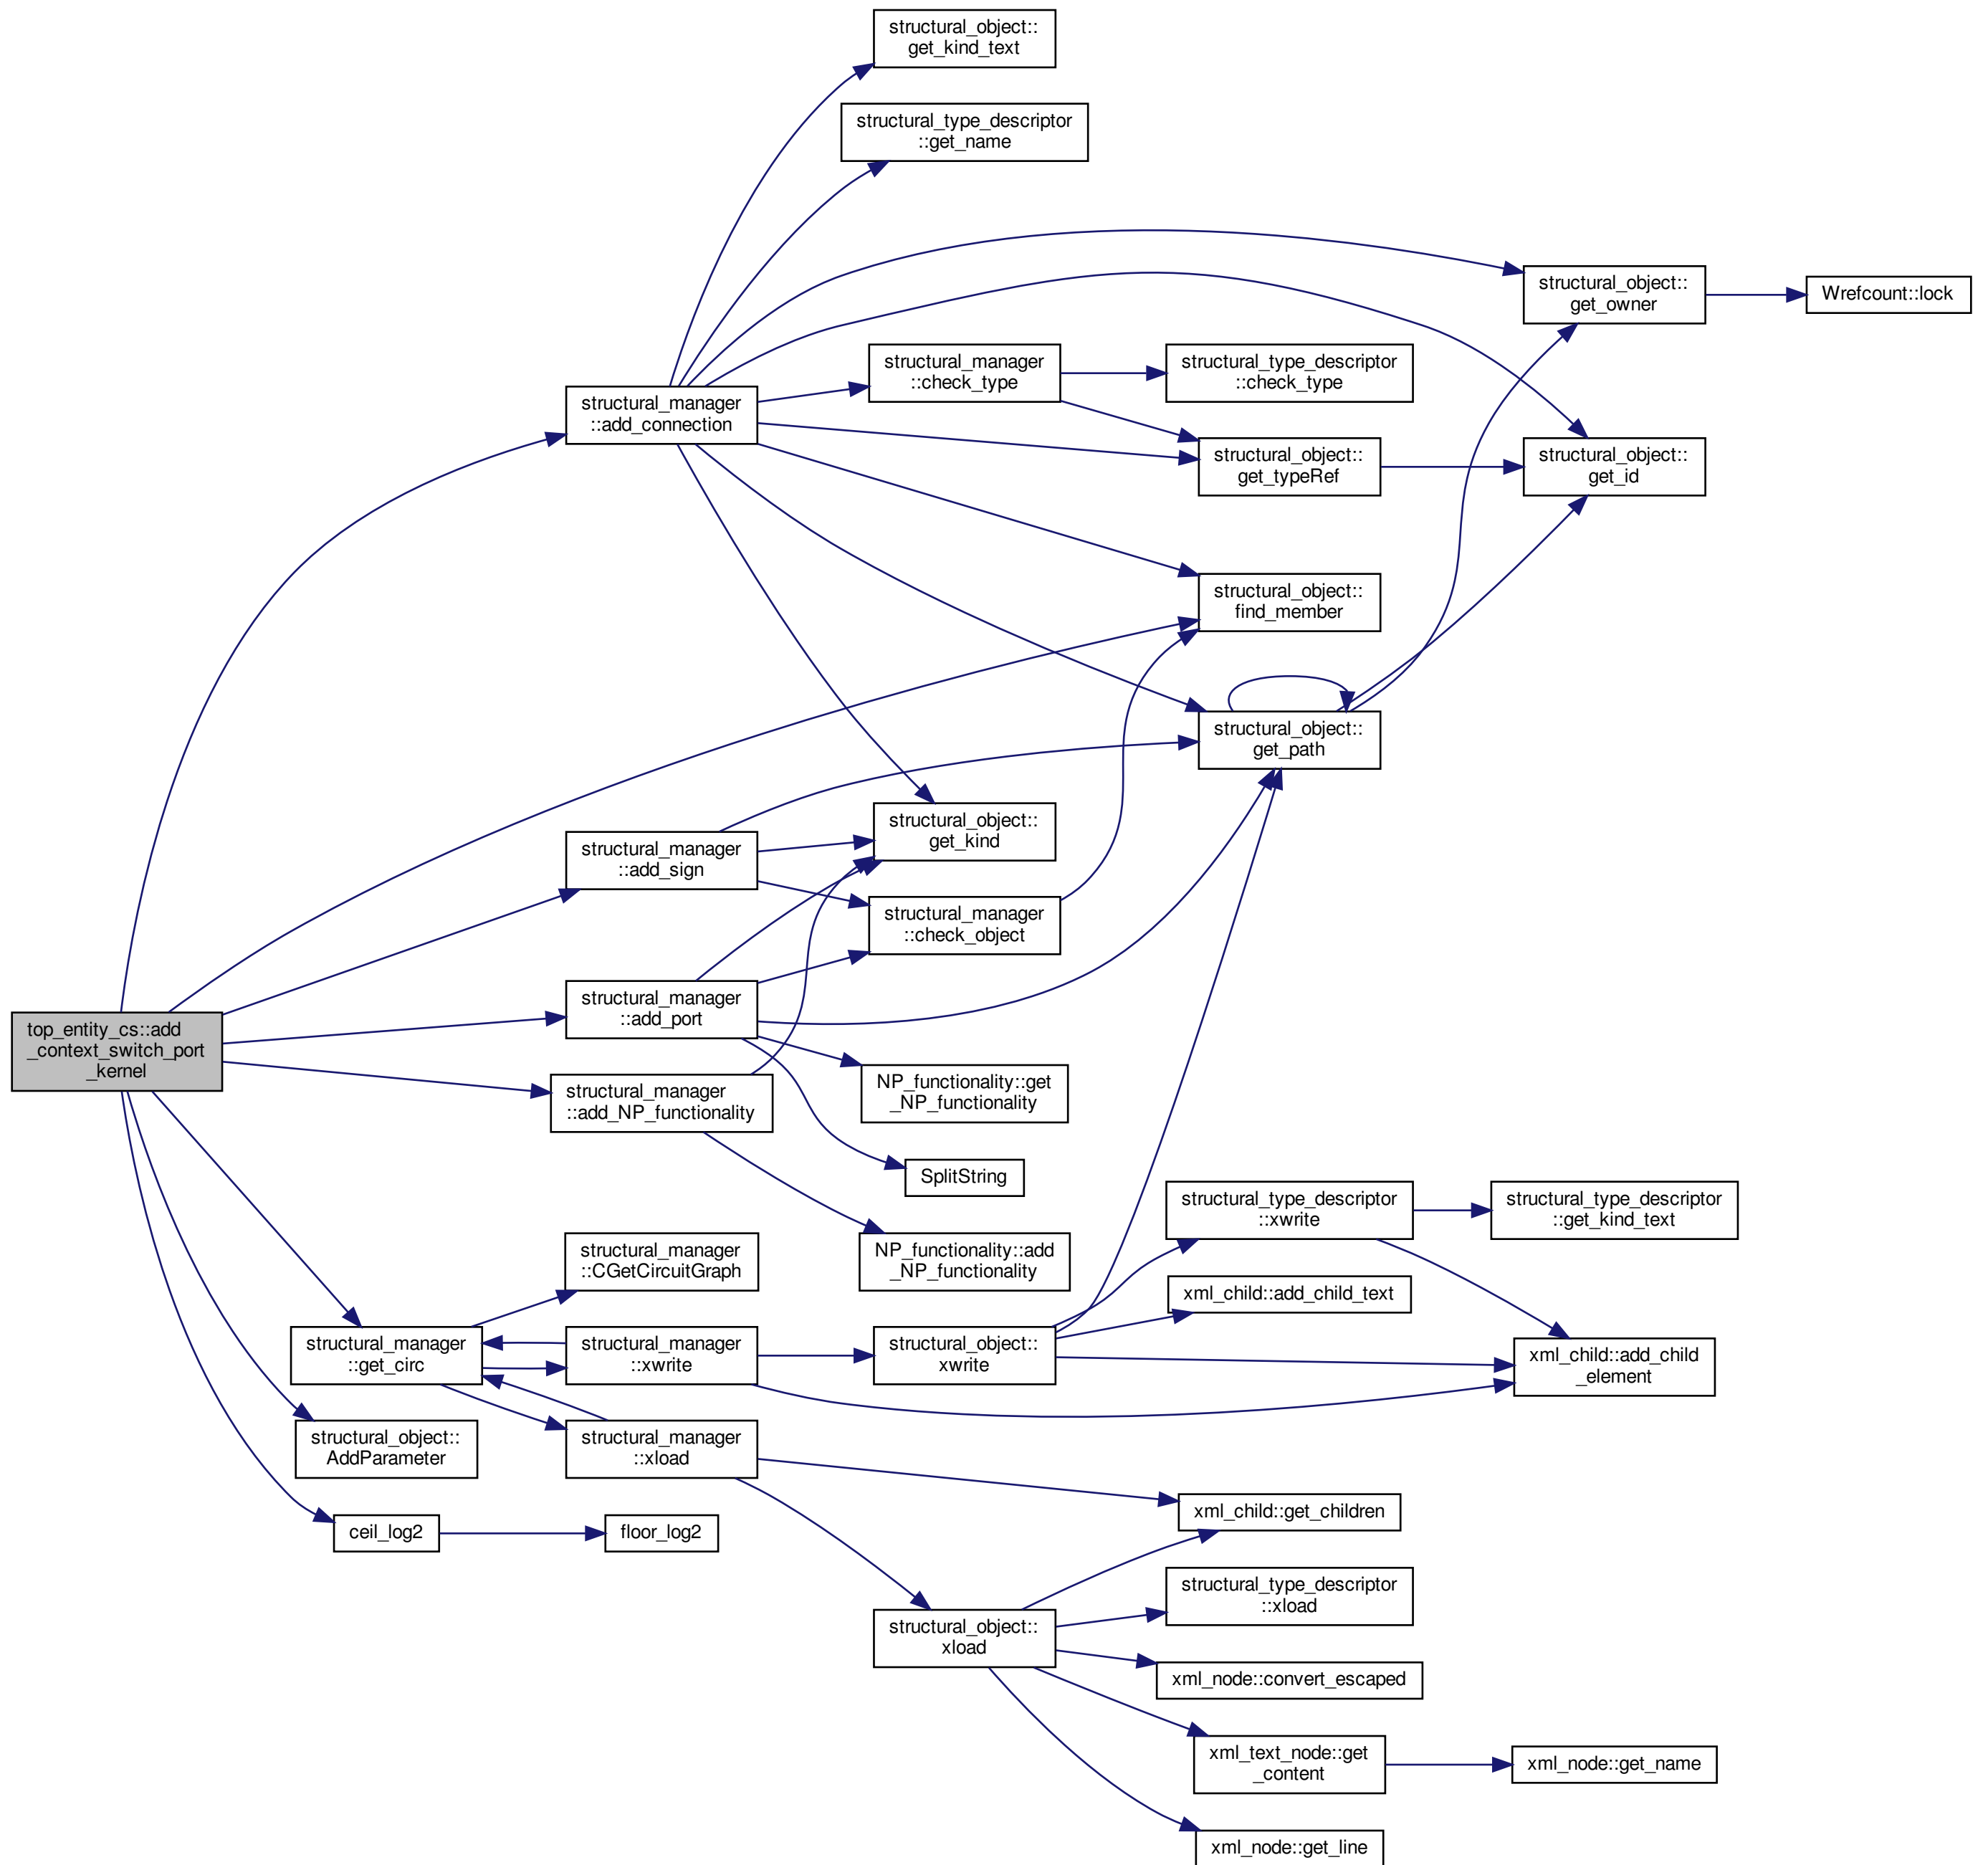 structural_object::
get_kind_text
structural_type_descriptor
::get_name
structural_object::
get_owner
Wrefcount::lock
structural_manager
::check_type
structural_type_descriptor
::check_type
structural_manager
::add_connection
structural_object::
get_typeRef
structural_object::
get_id
structural_object::
find_member
structural_object::
get_path
structural_object::
get_kind
structural_manager
::add_sign
structural_manager
::check_object
structural_manager
::add_port
top_entity_cs::add
_context_switch_port
_kernel
NP_functionality::get
_NP_functionality
structural_manager
::add_NP_functionality
SplitString
structural_type_descriptor
::xwrite
structural_type_descriptor
::get_kind_text
structural_manager
::CGetCircuitGraph
NP_functionality::add
_NP_functionality
xml_child::add_child_text
structural_manager
::get_circ
structural_manager
::xwrite
structural_object::
xwrite
xml_child::add_child
_element
structural_object::
AddParameter
structural_manager
::xload
xml_child::get_children
ceil_log2
floor_log2
structural_type_descriptor
::xload
structural_object::
xload
xml_node::convert_escaped
xml_text_node::get
_content
xml_node::get_name
xml_node::get_line